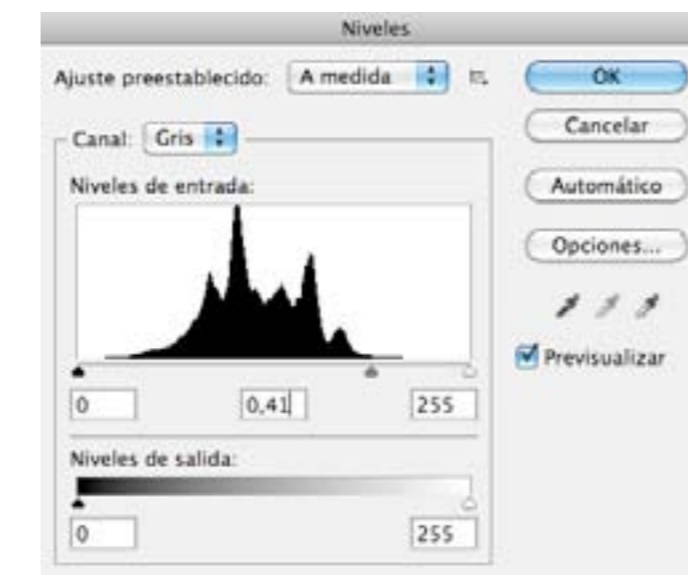 Niveles
Ajuste preestablecido: A medida
OK
Canal: Gris
Cancelar
Niveles de entrada:
Automático
Opciones...
Previsualizar
0 0,41 255
Niveles de salida:
0 255